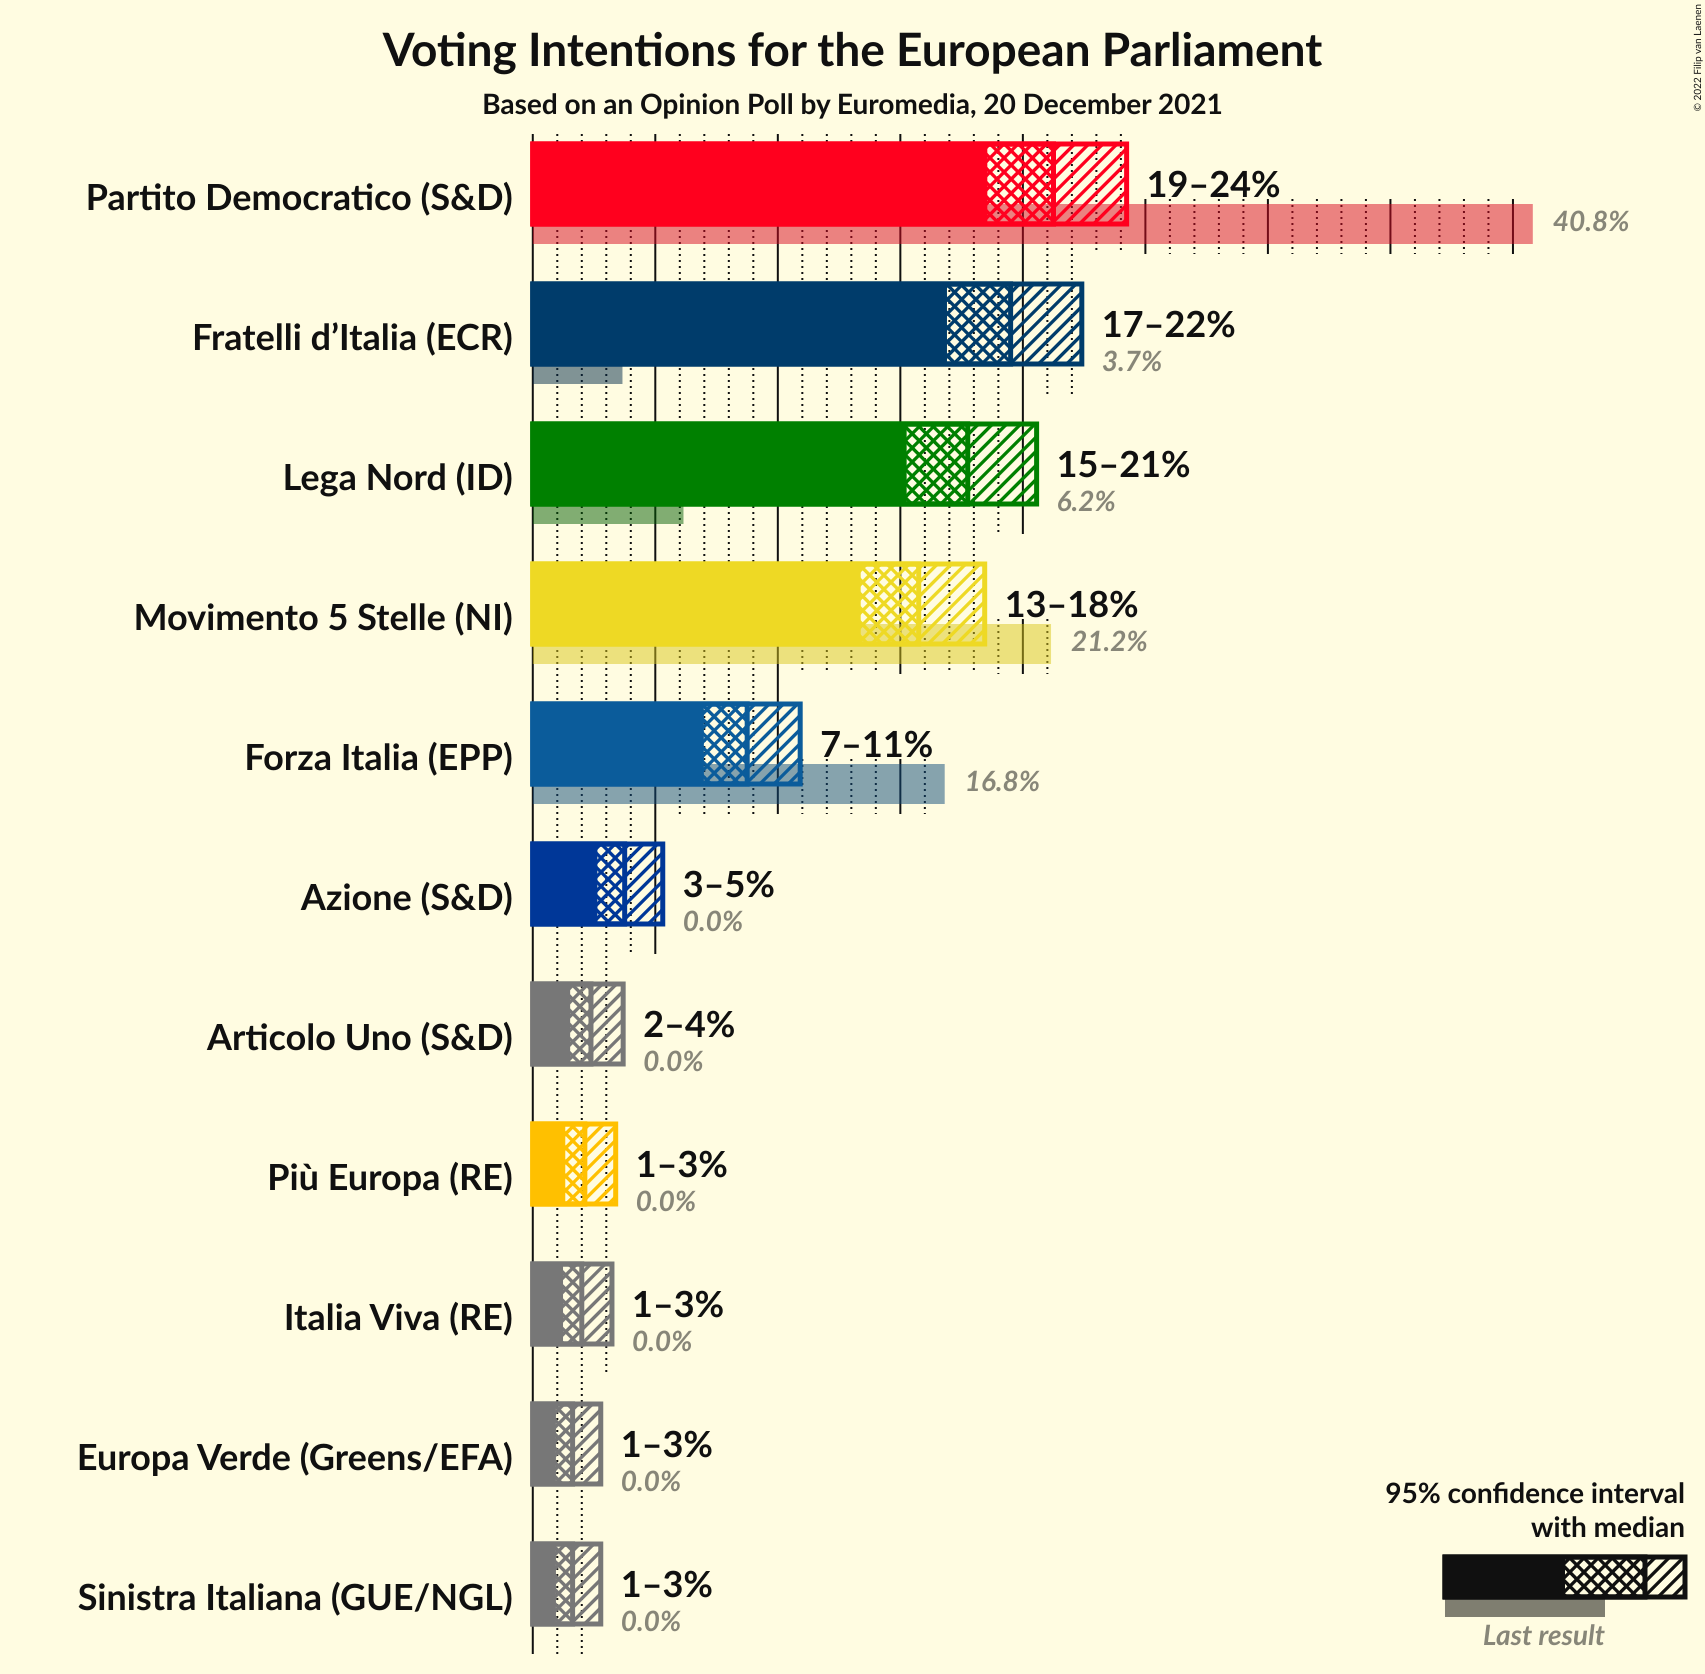 Voting Intentions for the European Parliament
Based on an Opinion Poll by Euromedia, 20 December 2021
© 2022 Filip van Laenen
Partito Democratico (S&D)
19–24%
40.8%
Fratelli d’Italia (ECR)
17–22%
3.7%
Lega Nord (ID)
15–21%
6.2%
Movimento 5 Stelle (NI)
13–18%
21.2%
Forza Italia (EPP)
7–11%
16.8%
Azione (S&D)
3–5%
0.0%
Articolo Uno (S&D)
2–4%
0.0%
Più Europa (RE)
1–3%
0.0%
Italia Viva (RE)
1–3%
0.0%
Europa Verde (Greens/EFA)
1–3%
0.0%
Sinistra Italiana (GUE/NGL)
1–3%
0.0%
95% confidence interval
with median
Last result